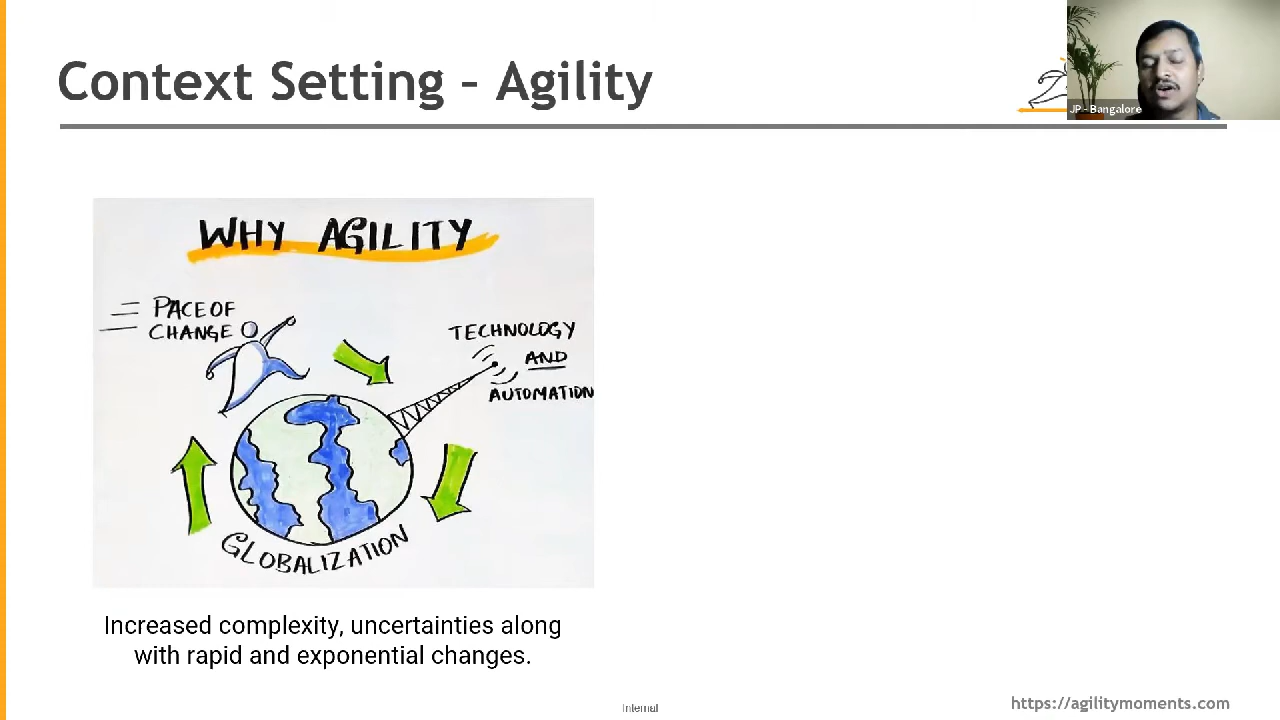 Context Setting – Agility
JP - Bangalore
WHY AGILITY
PACE OF
CHANGE
TECHNOLOGY
AND
AUTOMATION
GLOBALIZATION
Increased complexity, uncertainties along
with rapid and exponential changes.
Internal
https://agilitymoments.com